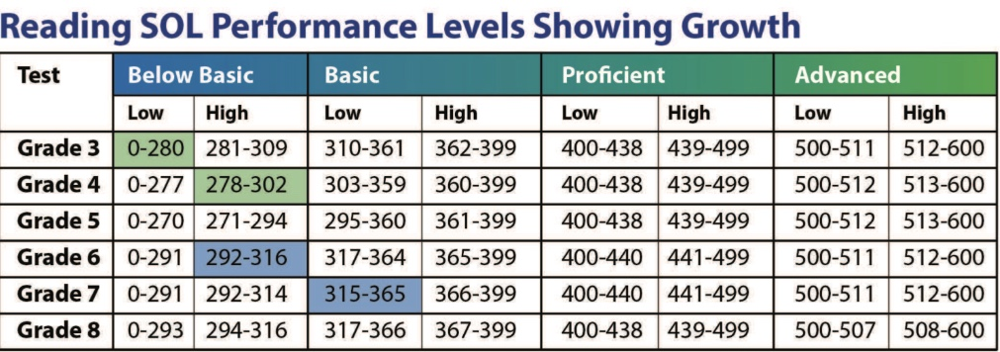 Reading SOL Performance Levels Showing Growth
Test Below Basic Basic Proficient Advanced
Low High Low High Low High Low High
Grade 3 0-280 281-309 310-361 362-399 400-438 439-499 500-511 512-600
Grade 4 0-277 278-302 303-359 360-399 400-438 439-499 500-512 513-600
Grade 5 0-270 271-294 295-360 361-399 400-438 439-499 500-512 513-600
Grade 6 0-291 292-316 317-364 365-399 400-440 441-499 500-511 512-600
Grade 7 0-291 292-314 315-365 366-399 400-440 441-499 500-511 512-600
Grade 8 0-293 294-316 317-366 367-399 400-438 439-499 500-507 508-600